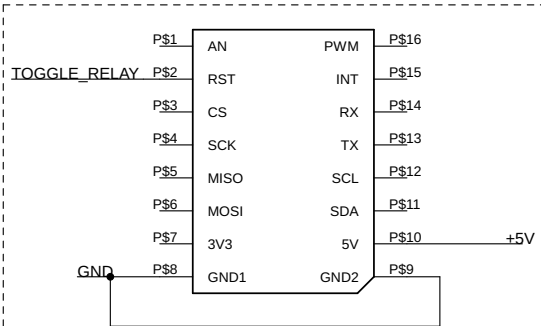 P$1 AN PWM P$16
TOGGLE_RELAY P$2 RST INT P$15
P$3 CS RX P$14
P$4 SCK TX P$13
P$5 MISO SCL P$12
P$6 MOSI SDA P$11
P$7 3V3 5V P$10 +5V
GND P$8 GND1 GND2 P$9